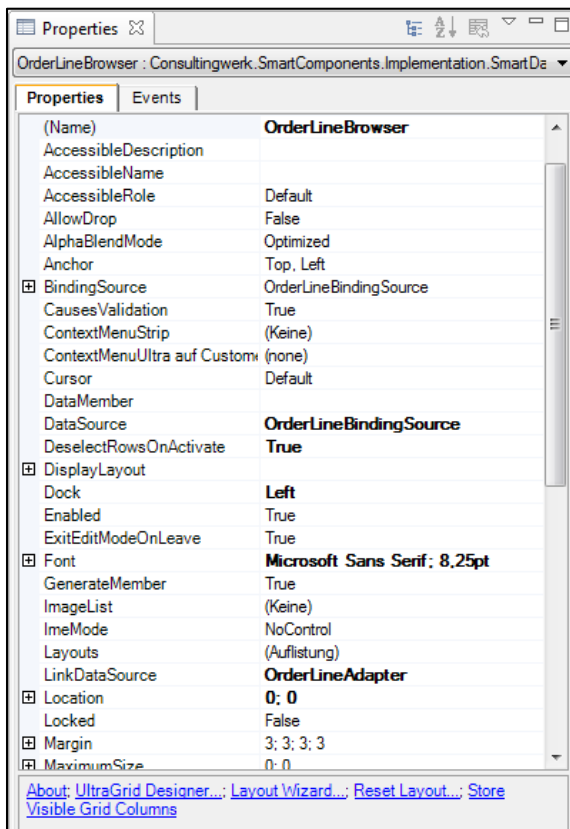 Properties
OrderLineBrowser : Consultingwerk.SmartComponents.Implementation.SmartDa
Properties Events
(Name) OrderLineBrowser
AccessibleDescription
AccessibleName
AccessibleRole Default
AllowDrop False
AlphaBlendMode Optimized
Anchor Top, Left
BindingSource OrderLineBindingSource
CausesValidation True
ContextMenuStrip (Keine)
ContextMenuUltra auf Custome (none)
Cursor Default
DataMember
DataSource OrderLineBindingSource
DeselectRowsOnActivate True
DisplayLayout
Dock Left
Enabled True
ExitEditModeOnLeave True
Font Microsoft Sans Serif; 8,25pt
GenerateMember True
ImageList (Keine)
ImeMode NoControl
Layouts (Auflistung)
LinkDataSource OrderLineAdapter
Location 0; 0
Locked False
Margin 3; 3; 3; 3
MaximumSize 0; 0
About; UltraGrid Designer...; Layout Wizard...; Reset Layout...; Store
Visible Grid Columns